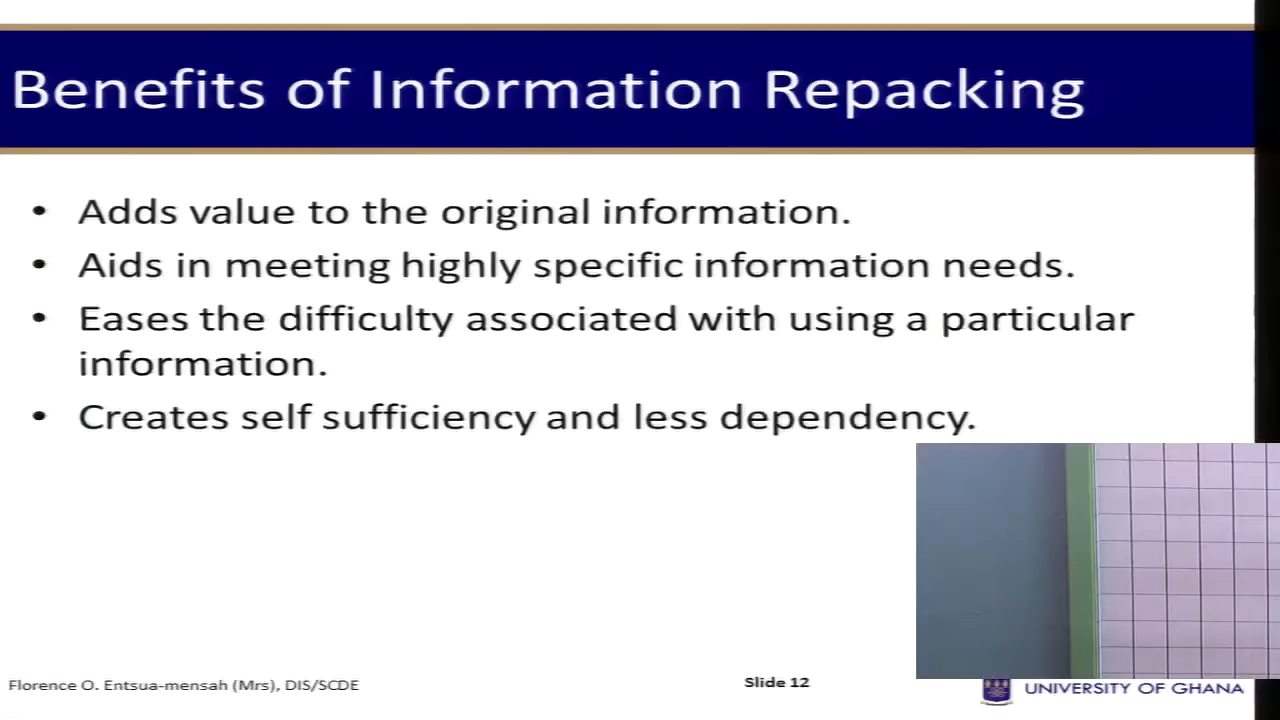 Benefits of Information Repacking
• Adds value to the original information.
• Aids in meeting highly specific information needs.
• Eases the difficulty associated with using a particular
information.
• Creates self sufficiency and less dependency.
Florence O. Entsua-mensah (Mrs), DIS/SCDE
Slide 12
UNIVERSITY OF GHANA